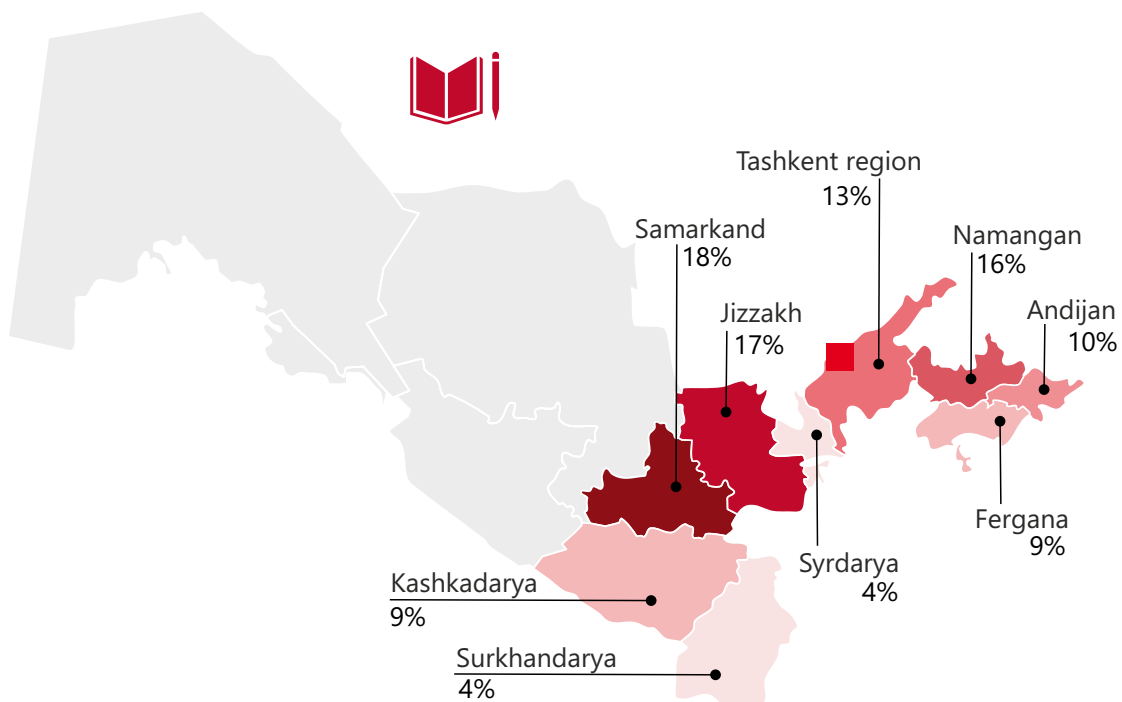 Tashkent region
13%
Samarkand
18%
Namangan
16%
Jizzakh
17%
Andijan
10%
Fergana
9%
Syrdarya
4%
Kashkadarya
9%
Surkhandarya
4%